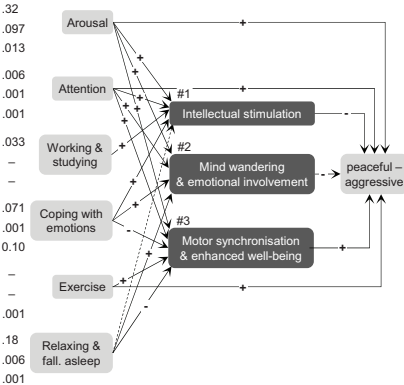 .32
.097
.013
.006
.001
.001
.033
–
–
.071
.001
0.10
–
–
.001
.18
.006
.001
Arousal
Attention
Working &
studying
Coping with
emotions
Exercise
Relaxing &
fall. asleep
#1
Intellectual stimulation
#2
Mind wandering
& emotional involvement
#3
Motor synchronisation
& enhanced well-being
peaceful –
aggressive
+
+
+
+
+
+
+
+
+
+
+
-
+
+
+
-
-
-
+
+